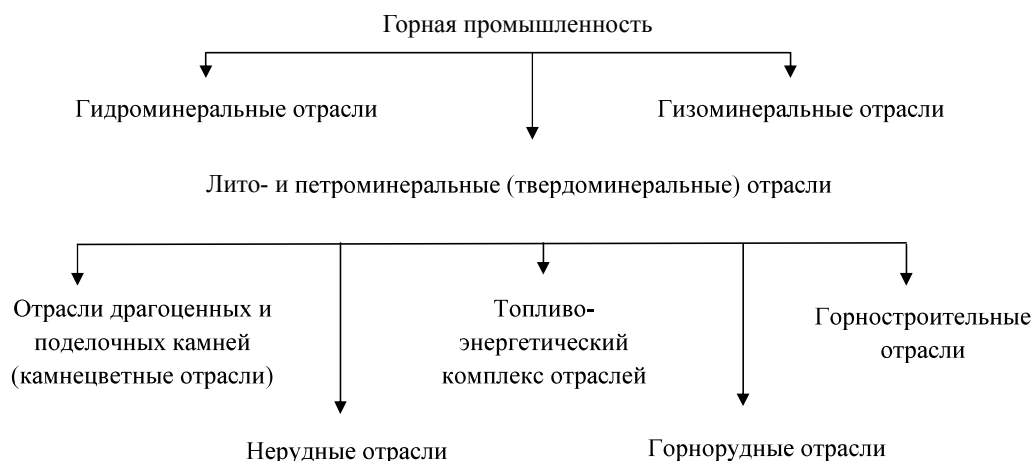 Горная промышленность
Гидроминеральные отрасли
Гизоминеральные отрасли
Лито- и петроминеральные (твердоминеральные) отрасли
Отрасли драгоценных и
поделочных камней
(камнецветные отрасли)
Топливо-
энергетический
комплекс отраслей
Горностроительные
отрасли
Нерудные отрасли
Горнорудные отрасли